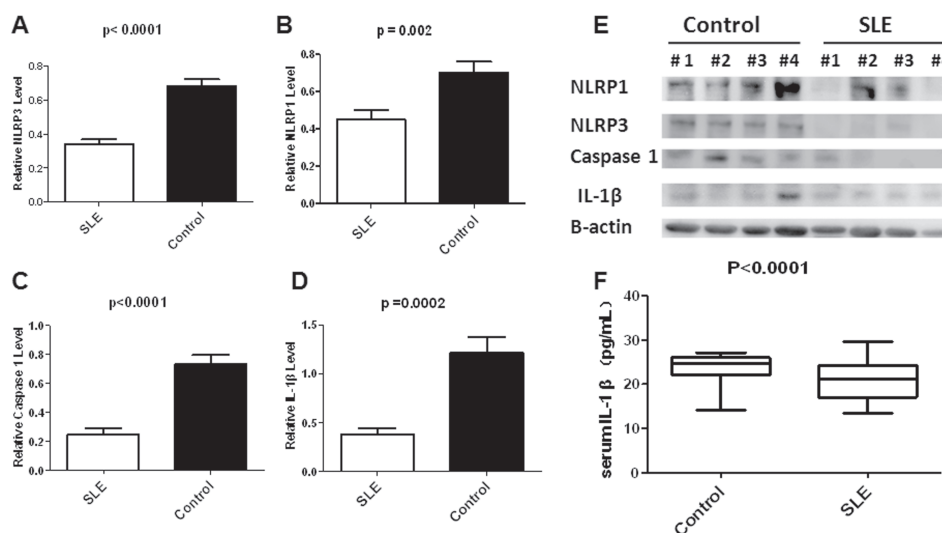 A
p< 0.0001
Relative NLRP3 Level
0.8
0.6
0.4
0.2
0.0
SLE
Control
B
p = 0.002
Relative NLRP1 Level
0.8
0.6
0.4
0.2
0.0
SLE
Control
E
Control SLE
#1 #2 #3 #4 #1 #2 #3
NLRP1
NLRP3
Caspase 1
IL-1β
B-actin
C
p<0.0001
Relative Caspase 1 Level
1.0
0.8
0.6
0.4
0.2
0.0
SLE
Control
D
p =0.0002
Relative IL-1β Level
1.5
1.0
0.5
0.0
SLE
Control
P<0.0001
F
serumIL-1 β (pg/mL)
40
30
20
10
0
Control
SLE